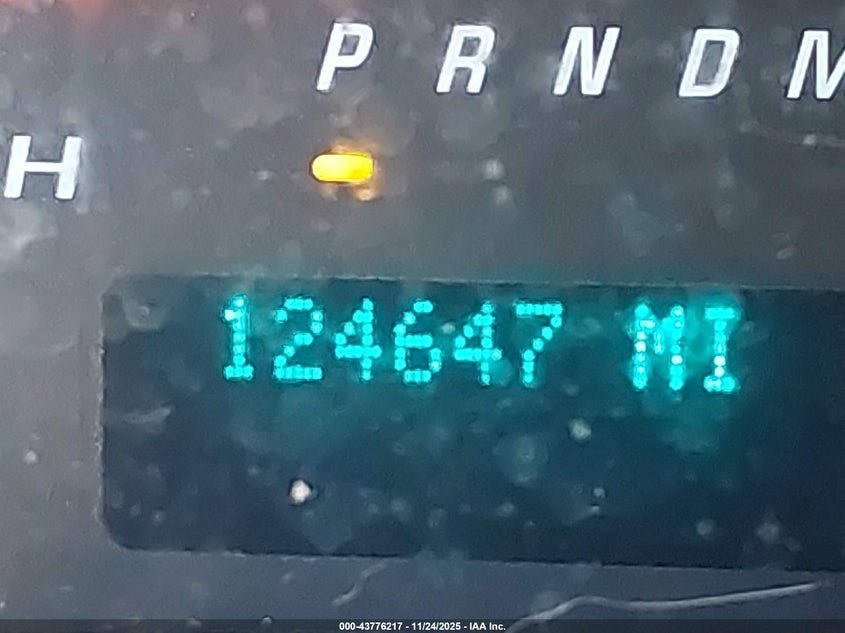 P R N D M
H
124647 MI
000-43776217 - 11/24/2025 - IAA Inc.